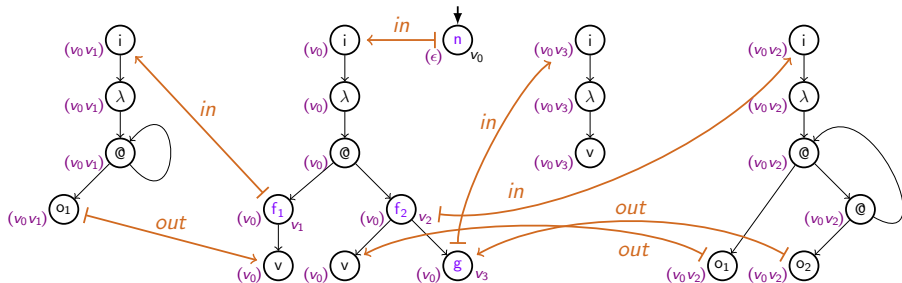 i
i
in
n
i
i
(v₀v₁)
(v₀)
(ϵ)
v₀
(v₀v₃)
(v₀v₂)
λ
λ
λ
λ
(v₀v₁)
(v₀)
in
in
(v₀v₃)
(v₀v₂)
@
@
v
@
(v₀v₁)
(v₀)
(v₀v₃)
(v₀v₂)
in
o₁
f₁
f₂
@
(v₀v₁)
(v₀)
v₁
(v₀)
v₂
out
(v₀v₂)
out
out
v
v
g
o₁
o₂
(v₀)
(v₀)
(v₀)
v₃
(v₀v₂)
(v₀v₂)